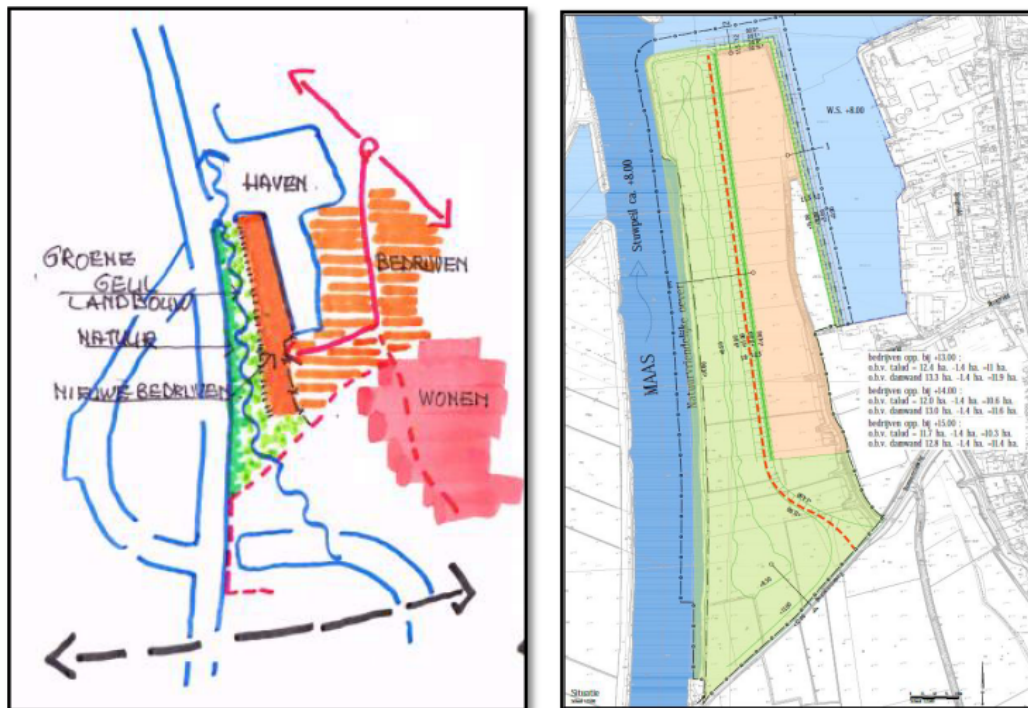 HAVEN
BEDRIJVEN
GROENE
GEUL
LANDBOUW
NATUUR
NIEUWE BEDRIJVEN
WONEN
W.S. +8.00
MAAS
Stuwpeil ca. +8.00
Natuurvriendelijke oever
bedrijven opp. bij +13.00 :
o.b.v. talud = 12.4 ha. -1.4 ha. =11 ha.
o.b.v. damwand 13.3 ha. -1.4 ha. =11.9 ha.
bedrijven opp. bij +14.00 :
o.b.v. talud = 12.0 ha. -1.4 ha. =10.6 ha.
o.b.v. damwand 13.0 ha. -1.4 ha. =11.6 ha.
bedrijven opp. bij +15.00 :
o.b.v. talud = 11.7 ha. -1.4 ha. =10.3 ha.
o.b.v. damwand 12.8 ha. -1.4 ha. =11.4 ha.
Situatie